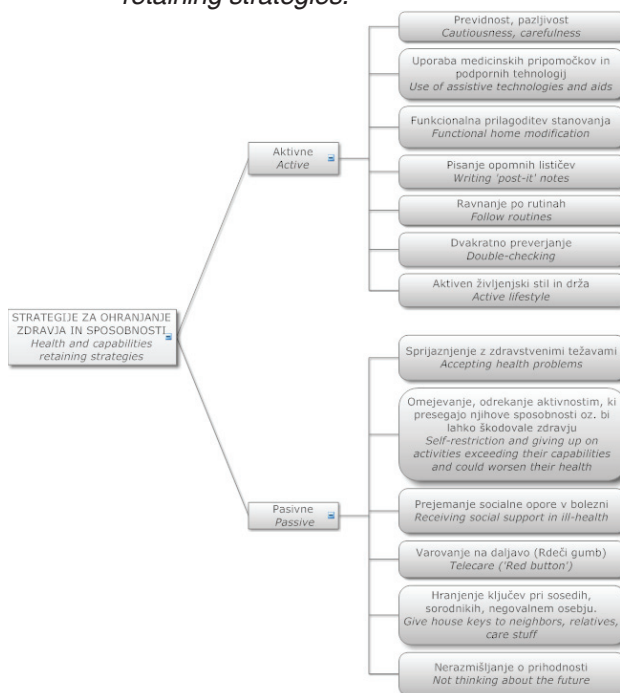 retaining strategies.
Previdnost, pazljivost
Cautiousness, carefulness
Uporaba medicinskih pripomočkov in
podpornih tehnologij
Use of assistive technologies and aids
Funkcionalna prilagoditev stanovanja
Functional home modification
Aktivne
Active
Pisanje opomnih lističev
Writing 'post-it' notes
Ravnanje po rutinah
Follow routines
Dvakratno preverjanje
Double-checking
Aktiven življenjski stil in drža
Active lifestyle
STRATEGIJE ZA OHRANJANJE
ZDRAVJA IN SPOSOBNOSTI
Health and capabilities
retaining strategies
Sprijaznjenje z zdravstvenimi težavami
Accepting health problems
Omejevanje, odrekanje aktivnostim, ki
presegajo njihove sposobnosti oz. bi
lahko škodovale zdravju
Self-restriction and giving up on
activities exceeding their capabilities
and could worsen their health
Pasivne
Passive
Prejemanje socialne opore v bolezni
Receiving social support in ill-health
Varovanje na daljavo (Rdeči gumb)
Telecare ('Red button')
Hranjenje ključev pri sosedih,
sorodnikih, negovalnem osebju.
Give house keys to neighbors, relatives,
care stuff
Nerazmišljanje o prihodnosti
Not thinking about the future